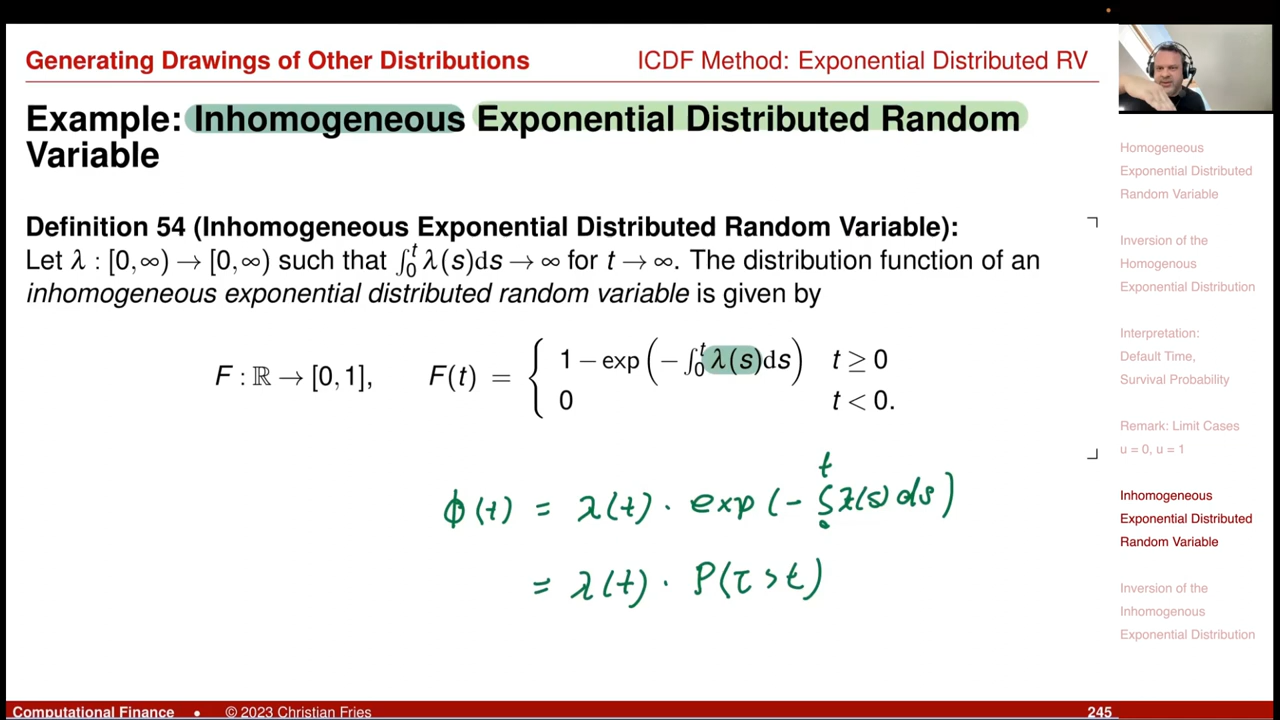 Generating Drawings of Other Distributions
ICDF Method: Exponential Distributed RV
Example: Inhomogeneous Exponential Distributed Random
Variable
Definition 54 (Inhomogeneous Exponential Distributed Random Variable):
Let λ : [0,∞) → [0,∞) such that ∫₀ᵗ λ(s)ds → ∞ for t → ∞. The distribution function of an
inhomogeneous exponential distributed random variable is given by
F : ℝ → [0,1], F(t) = { 1 − exp(− ∫₀ᵗ λ(s)ds) t ≥ 0
0 t < 0.
ϕ(t) = λ(t) · exp(− ∫₀ᵗ λ(s) ds)
= λ(t) · P(τ > t)
Homogeneous
Exponential Distributed
Random Variable
Inversion of the
Homogenous
Exponential Distribution
Interpretation:
Default Time,
Survival Probability
Remark: Limit Cases
u = 0, u = 1
Inhomogenous
Exponential Distributed
Random Variable
Inversion of the
Inhomogenous
Exponential Distribution
Computational Finance • © 2023 Christian Fries
245